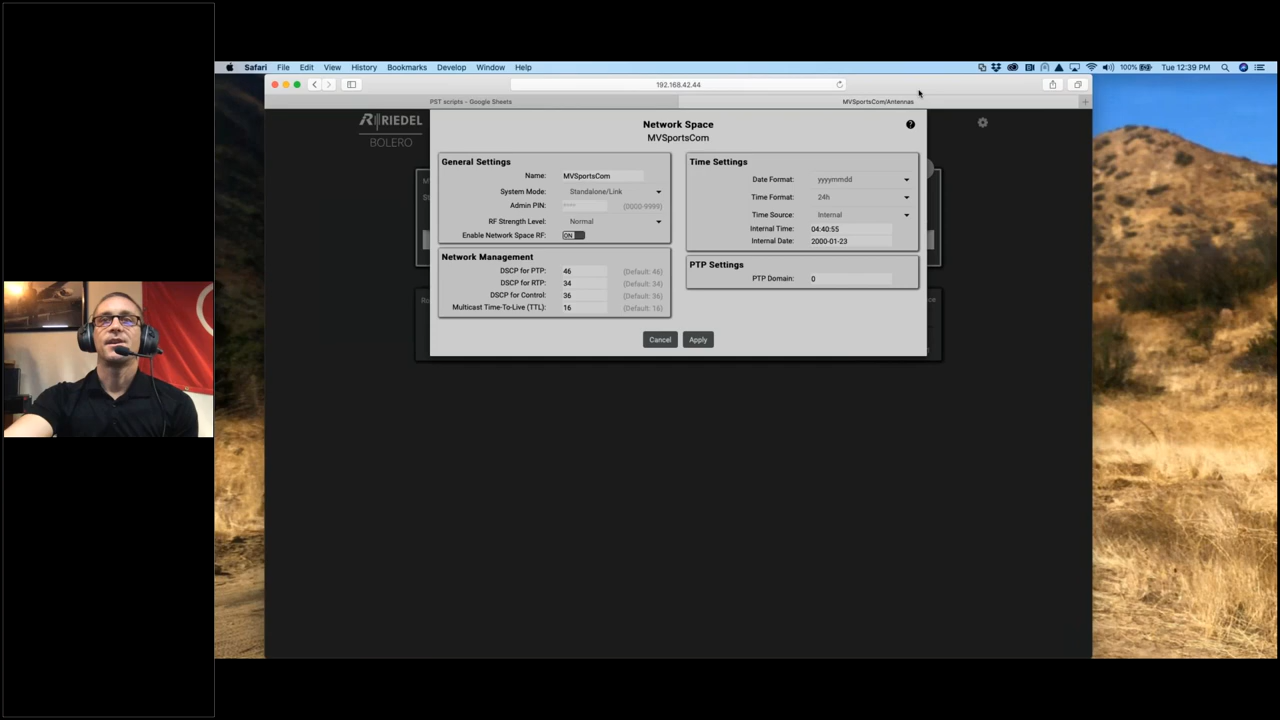 Safari File Edit View History Bookmarks Develop Window Help
100% Tue 12:39 PM
192.168.42.44
PST scripts - Google Sheets
MVSportsCom/Antennas
RIEDEL
BOLERO
Network Space
MVSportsCom
?
General Settings
Name: MVSportsCom
System Mode: Standalone/Link
Admin PIN: **** (0000-9999)
RF Strength Level: Normal
Enable Network Space RF: ON
Network Management
DSCP for PTP: 46 (Default: 46)
DSCP for RTP: 34 (Default: 34)
DSCP for Control: 36 (Default: 36)
Multicast Time-To-Live (TTL): 16 (Default: 16)
Time Settings
Date Format: yyyymmdd
Time Format: 24h
Time Source: Internal
Internal Time: 04:40:55
Internal Date: 2000-01-23
PTP Settings
PTP Domain: 0
Cancel Apply